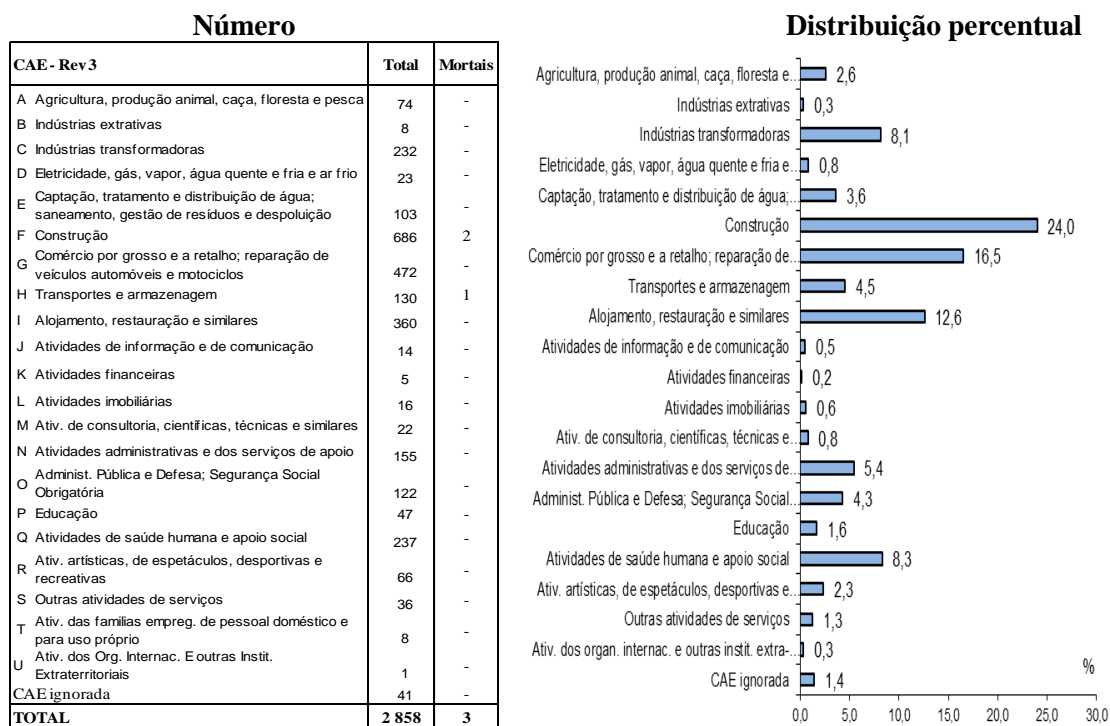 Número
CAE - Rev 3 Total Mortais
A Agricultura, produção animal, caça, floresta e pesca 74 -
B Indústrias extrativas 8 -
C Indústrias transformadoras 232 -
D Eletricidade, gás, vapor, água quente e fria e ar frio 23 -
E Captação, tratamento e distribuição de água;
saneamento, gestão de resíduos e despoluição 103 -
F Construção 686 2
G Comércio por grosso e a retalho; reparação de
veículos automóveis e motociclos 472 -
H Transportes e armazenagem 130 1
I Alojamento, restauração e similares 360 -
J Atividades de informação e de comunicação 14 -
K Atividades financeiras 5 -
L Atividades imobiliárias 16 -
M Ativ. de consultoria, científicas, técnicas e similares 22 -
N Atividades administrativas e dos serviços de apoio 155 -
O Administ. Pública e Defesa; Segurança Social
Obrigatória 122 -
P Educação 47 -
Q Atividades de saúde humana e apoio social 237 -
R Ativ. artísticas, de espetáculos, desportivas e
recreativas 66 -
S Outras atividades de serviços 36 -
T Ativ. das familias empreg. de pessoal doméstico e
para uso próprio 8 -
U Ativ. dos Org. Internac. E outras Instit.
Extraterritoriais 1 -
CAE ignorada 41 -
TOTAL 2 858 3
Distribuição percentual
Agricultura, produção animal, caça, floresta e.. 2,6
Indústrias extrativas 0,3
Indústrias transformadoras 8,1
Eletricidade, gás, vapor, água quente e fria e.. 0,8
Captação, tratamento e distribuição de água;.. 3,6
Construção 24,0
Comércio por grosso e a retalho; reparação de.. 16,5
Transportes e armazenagem 4,5
Alojamento, restauração e similares 12,6
Atividades de informação e de comunicação 0,5
Atividades financeiras 0,2
Atividades imobiliárias 0,6
Ativ. de consultoria, científicas, técnicas e.. 0,8
Atividades administrativas e dos serviços de.. 5,4
Administ. Pública e Defesa; Segurança Social.. 4,3
Educação 1,6
Atividades de saúde humana e apoio social 8,3
Ativ. artísticas, de espetáculos, desportivas e.. 2,3
Outras atividades de serviços 1,3
Ativ. dos organ. internac. e outras instit. extra-.. 0,3
CAE ignorada 1,4
%
0,0 5,0 10,0 15,0 20,0 25,0 30,0